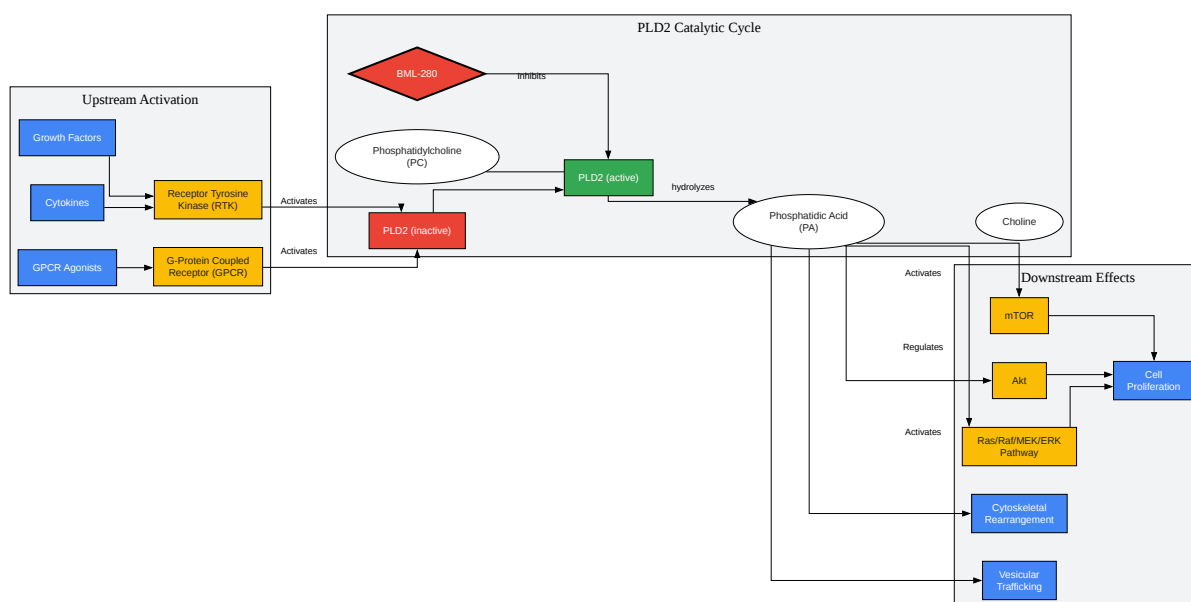 PLD2 Catalytic Cycle
BML-280
Inhibits
Upstream Activation
Growth Factors
Cytokines
Receptor Tyrosine
Kinase (RTK)
GPCR Agonists
G-Protein Coupled
Receptor (GPCR)
Activates
Activates
Phosphatidylcholine
(PC)
PLD2 (active)
PLD2 (inactive)
hydrolyzes
Phosphatidic Acid
(PA)
Choline
Downstream Effects
Activates
mTOR
Regulates
Akt
Cell
Proliferation
Activates
Ras/Raf/MEK/ERK
Pathway
Cytoskeletal
Rearrangement
Vesicular
Trafficking